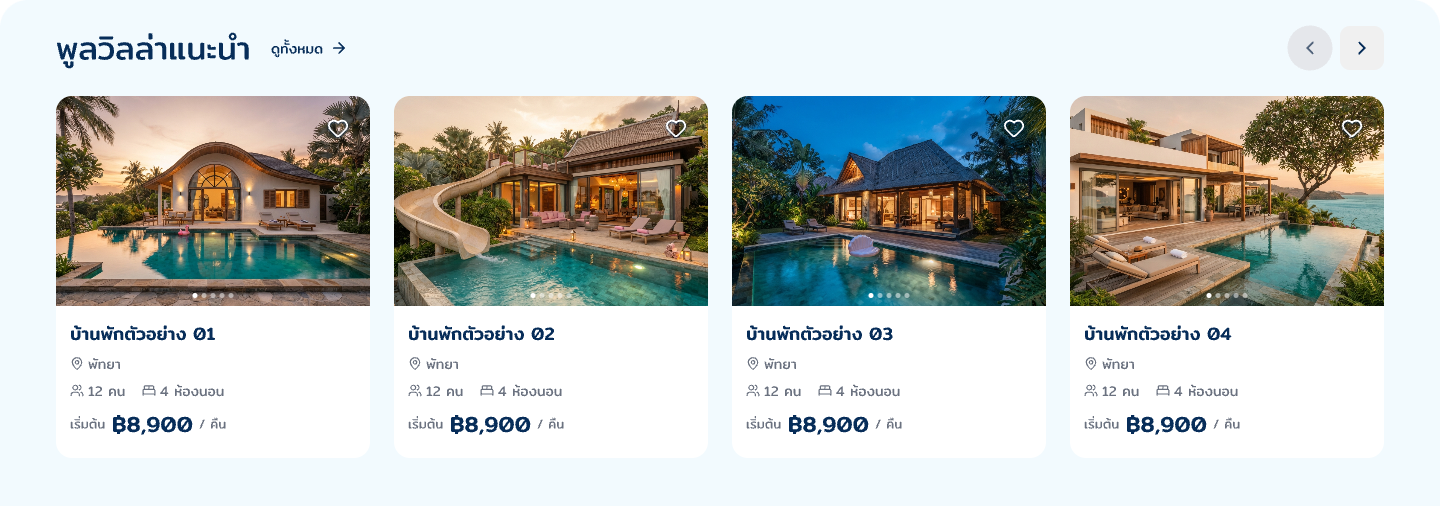 พูลวิลล่าแนะนำ ดูทั้งหมด
บ้านพักตัวอย่าง 01
พัทยา
12 คน 4 ห้องนอน
เริ่มต้น ฿8,900 / คืน
บ้านพักตัวอย่าง 02
พัทยา
12 คน 4 ห้องนอน
เริ่มต้น ฿8,900 / คืน
บ้านพักตัวอย่าง 03
พัทยา
12 คน 4 ห้องนอน
เริ่มต้น ฿8,900 / คืน
บ้านพักตัวอย่าง 04
พัทยา
12 คน 4 ห้องนอน
เริ่มต้น ฿8,900 / คืน